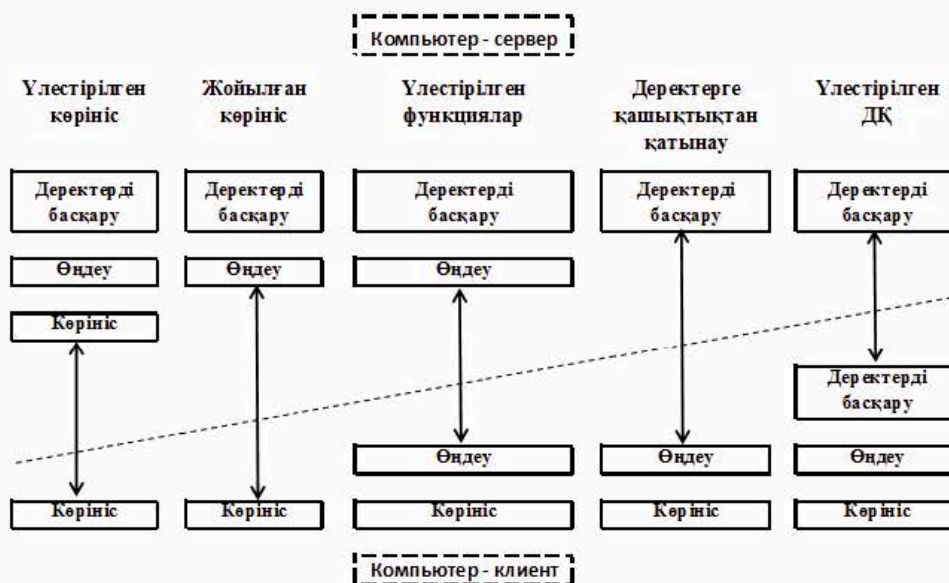 Компьютер - сервер
Үлестірілген
көрініс
Жойылған
көрініс
Үлестірілген
функциялар
Деректерге
қашықтықтан
қатынау
Үлестірілген
ДҚ
Деректерді
басқару
Деректерді
басқару
Деректерді
басқару
Деректерді
басқару
Деректерді
басқару
Өңдеу
Өңдеу
Өңдеу
Көрініс
Деректерді
басқару
Өңдеу
Өңдеу
Өңдеу
Көрініс
Көрініс
Көрініс
Көрініс
Көрініс
Компьютер - клиент